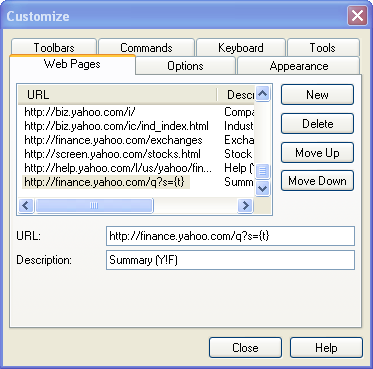 Customize
Toolbars Commands Keyboard Tools
Web Pages Options Appearance
URL Descri
http://biz.yahoo.com/i/ Compa
http://biz.yahoo.com/ic/ind_index.html Indust
http://finance.yahoo.com/exchanges Excha
http://screen.yahoo.com/stocks.html Stock
http://help.yahoo.com/l/us/yahoo/fin... Help (Y
http://finance.yahoo.com/q?s={t} Summ
New
Delete
Move Up
Move Down
URL: http://finance.yahoo.com/q?s={t}
Description: Summary (Y!F)
Close Help